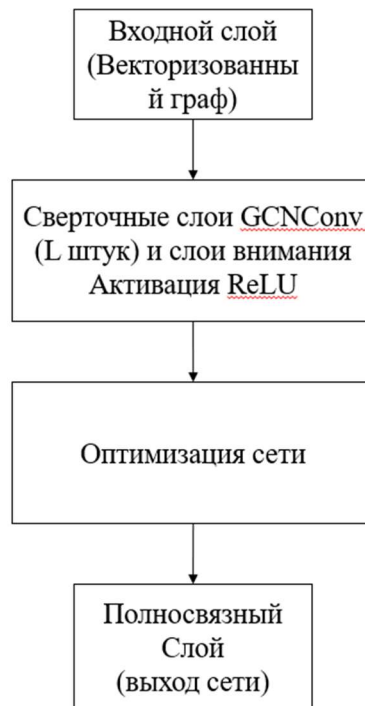 Входной слой
(Векторизованны
й граф)
Сверточные слои GCNConv
(L штук) и слои внимания
Активация ReLU
Оптимизация сети
Полносвязный
Слой
(выход сети)